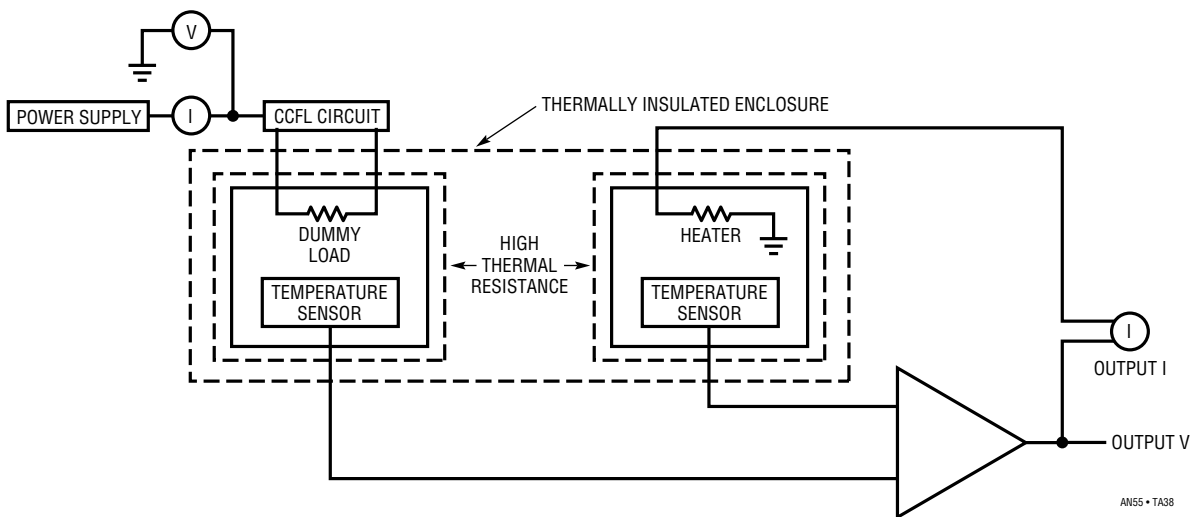 V
POWER SUPPLY
I
CCFL CIRCUIT
THERMALLY INSULATED ENCLOSURE
DUMMY
LOAD
TEMPERATURE
SENSOR
HIGH
THERMAL
RESISTANCE
HEATER
TEMPERATURE
SENSOR
I
OUTPUT I
OUTPUT V
AN55 • TA38